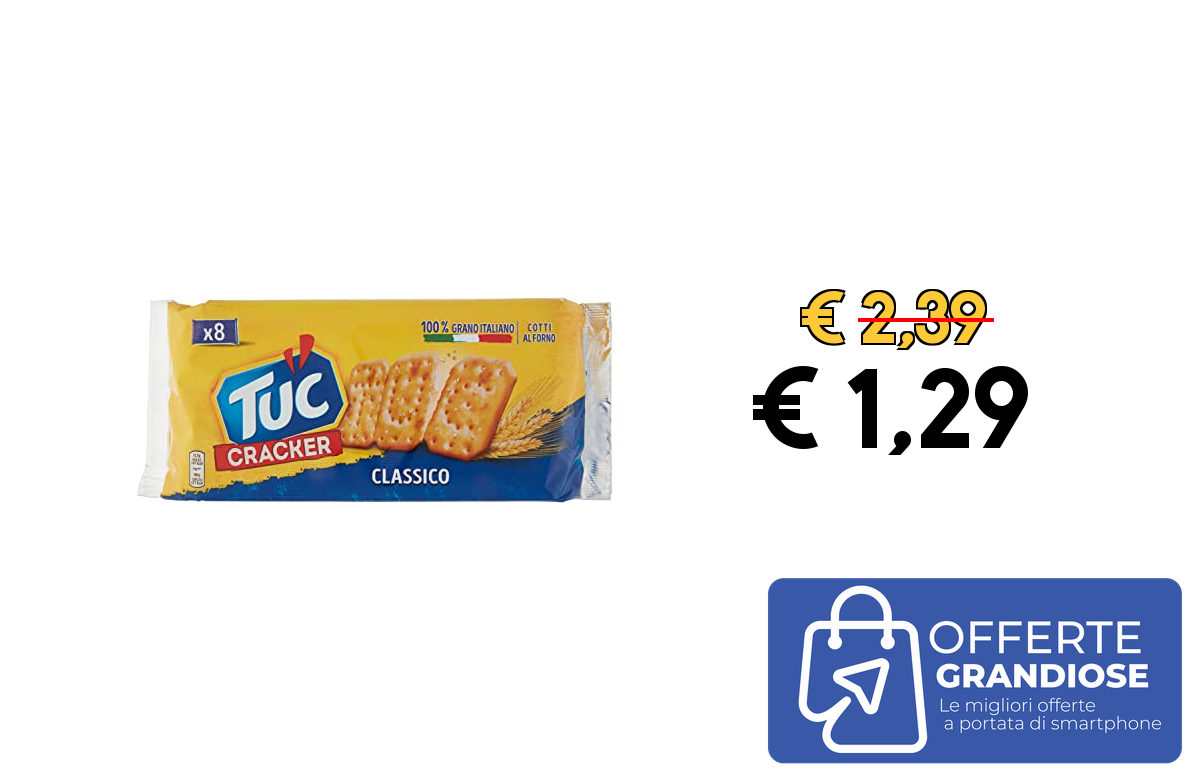 x8
100% GRANO ITALIANO
COTTI
AL FORNO
TUC
CRACKER
CLASSICO
€ 2,39
€ 1,29
OFFERTE
GRANDIOSE
Le migliori offerte
a portata di smartphone